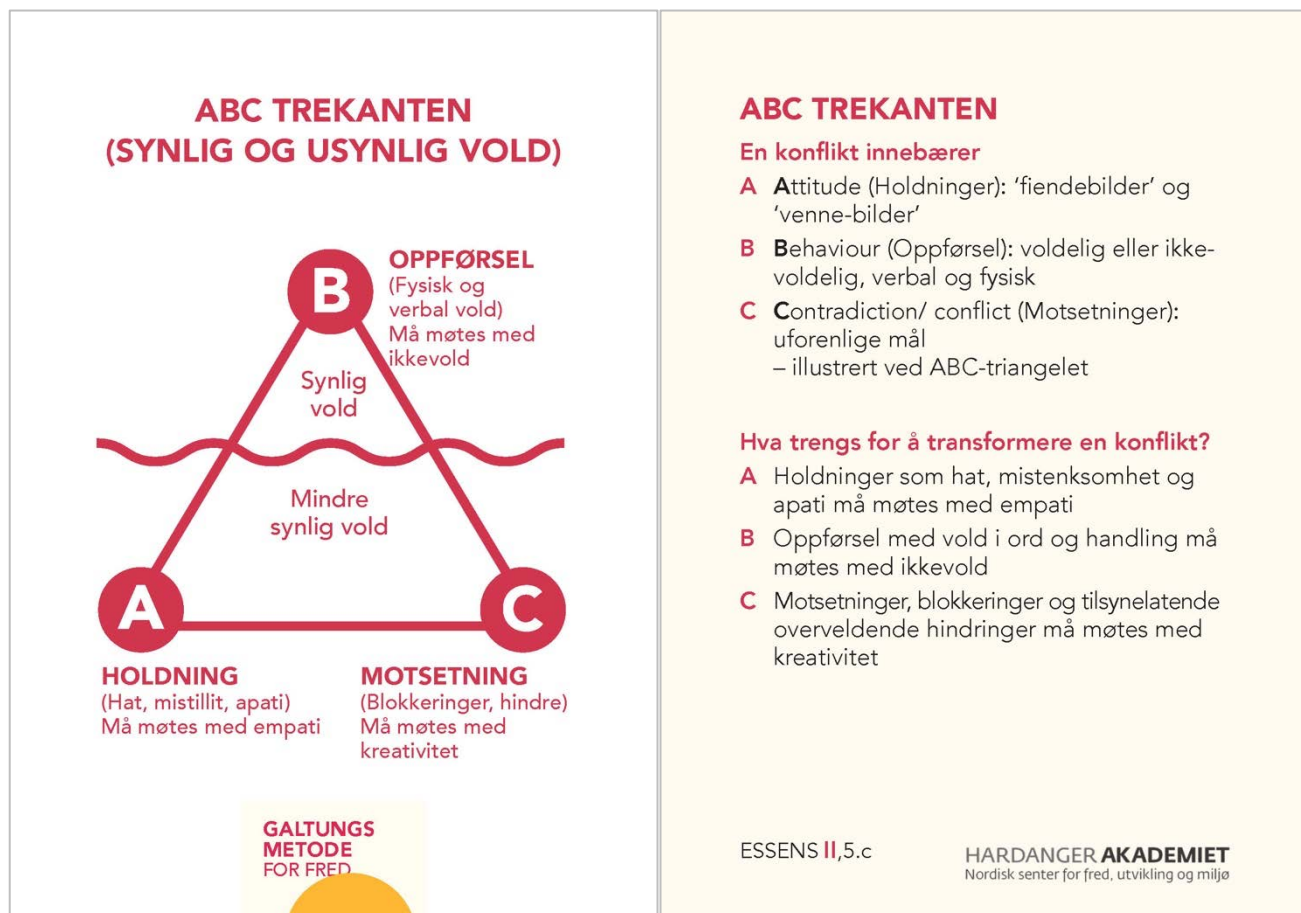 ABC TREKANTEN
(SYNLIG OG USYNLIG VOLD)
B
OPPFØRSEL
(Fysisk og
verbal vold)
Må møtes med
ikkevold
Synlig
vold
Mindre
synlig vold
A
C
HOLDNING
(Hat, mistillit, apati)
Må møtes med empati
MOTSETNING
(Blokkeringer, hindre)
Må møtes med
kreativitet
GALTUNGS
METODE
FOR FRED
ABC TREKANTEN
En konflikt innebærer
A Attitude (Holdninger): ‘fiendebilder’ og
‘venne-bilder’
B Behaviour (Oppførsel): voldelig eller ikke-
voldelig, verbal og fysisk
C Contradiction/ conflict (Motsetninger):
uforenlige mål
– illustrert ved ABC-triangelet
Hva trengs for å transformere en konflikt?
A Holdninger som hat, mistenksomhet og
apati må møtes med empati
B Oppførsel med vold i ord og handling må
møtes med ikkevold
C Motsetninger, blokkeringer og tilsynelatende
overveldende hindringer må møtes med
kreativitet
ESSENS II,5.c
HARDANGER AKADEMIET
Nordisk senter for fred, utvikling og miljø